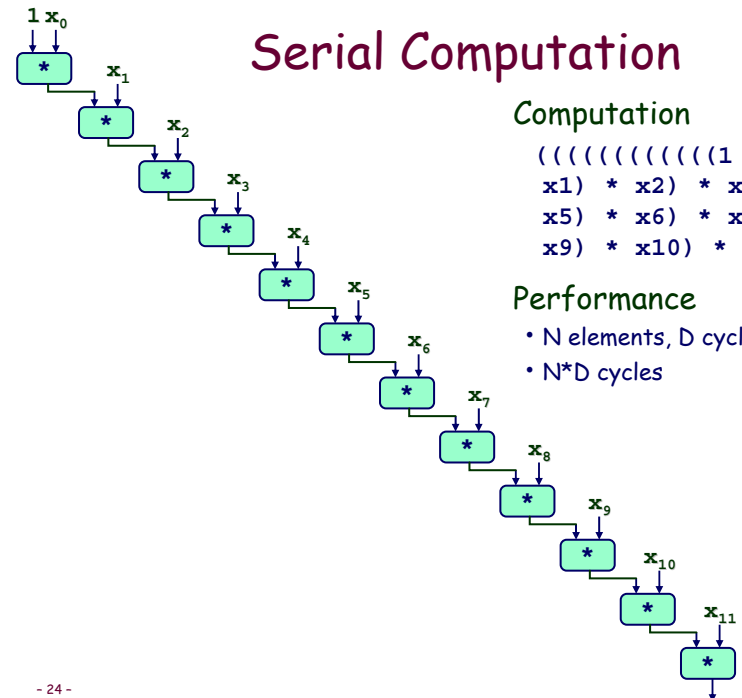 Serial Computation
1 x0
*
x1
*
x2
*
x3
*
x4
*
x5
*
x6
*
x7
*
x8
*
x9
*
x10
*
x11
*
Computation
((((((((((((1
x1) * x2) * x
x5) * x6) * x
x9) * x10) *
Performance
• N elements, D cycl
• N*D cycles
- 24 -